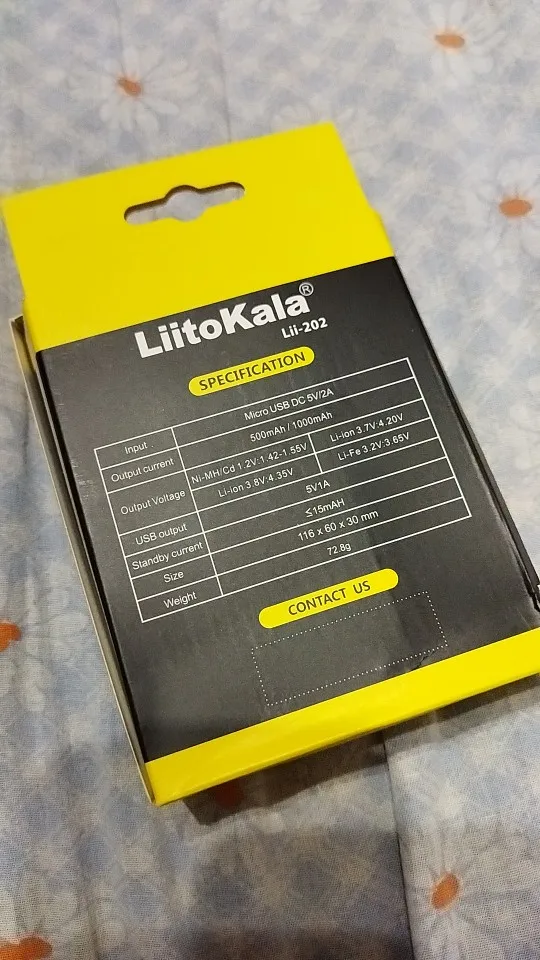 LiitoKala®
Lii-202
SPECIFICATION
Input : Micro USB DC 5V/2A
Output current 500mAh / 1000mAh
Output Voltage Ni-MH/Cd 1.2V:1.42-1.55V Li-ion 3.7V:4.20V
Li-ion 3.8V:4.35V Li-Fe 3.2V:3.65V
USB output 5V1A
Standby current ≤15mAH
Size 116 x 60 x 30 mm
Weight 72.8g
CONTACT US